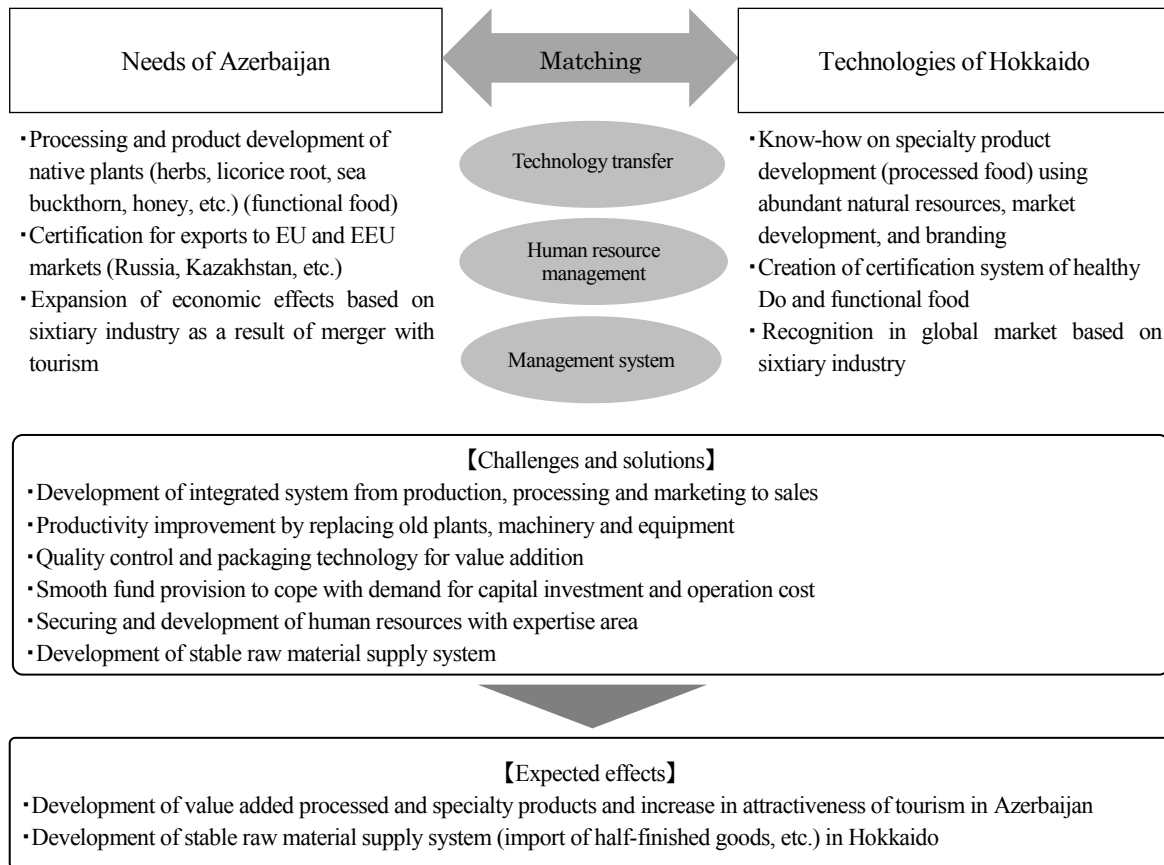 Needs of Azerbaijan
Matching
Technologies of Hokkaido
・Processing and product development of
native plants (herbs, licorice root, sea
buckthorn, honey, etc.) (functional food)
・Certification for exports to EU and EEU
markets (Russia, Kazakhstan, etc.)
・Expansion of economic effects based on
sixtiary industry as a result of merger with
tourism
Technology transfer
Human resource
management
Management system
・Know-how on specialty product
development (processed food) using
abundant natural resources, market
development, and branding
・Creation of certification system of healthy
Do and functional food
・Recognition in global market based on
sixtiary industry
【Challenges and solutions】
・Development of integrated system from production, processing and marketing to sales
・Productivity improvement by replacing old plants, machinery and equipment
・Quality control and packaging technology for value addition
・Smooth fund provision to cope with demand for capital investment and operation cost
・Securing and development of human resources with expertise area
・Development of stable raw material supply system
【Expected effects】
・Development of value added processed and specialty products and increase in attractiveness of tourism in Azerbaijan
・Development of stable raw material supply system (import of half-finished goods, etc.) in Hokkaido